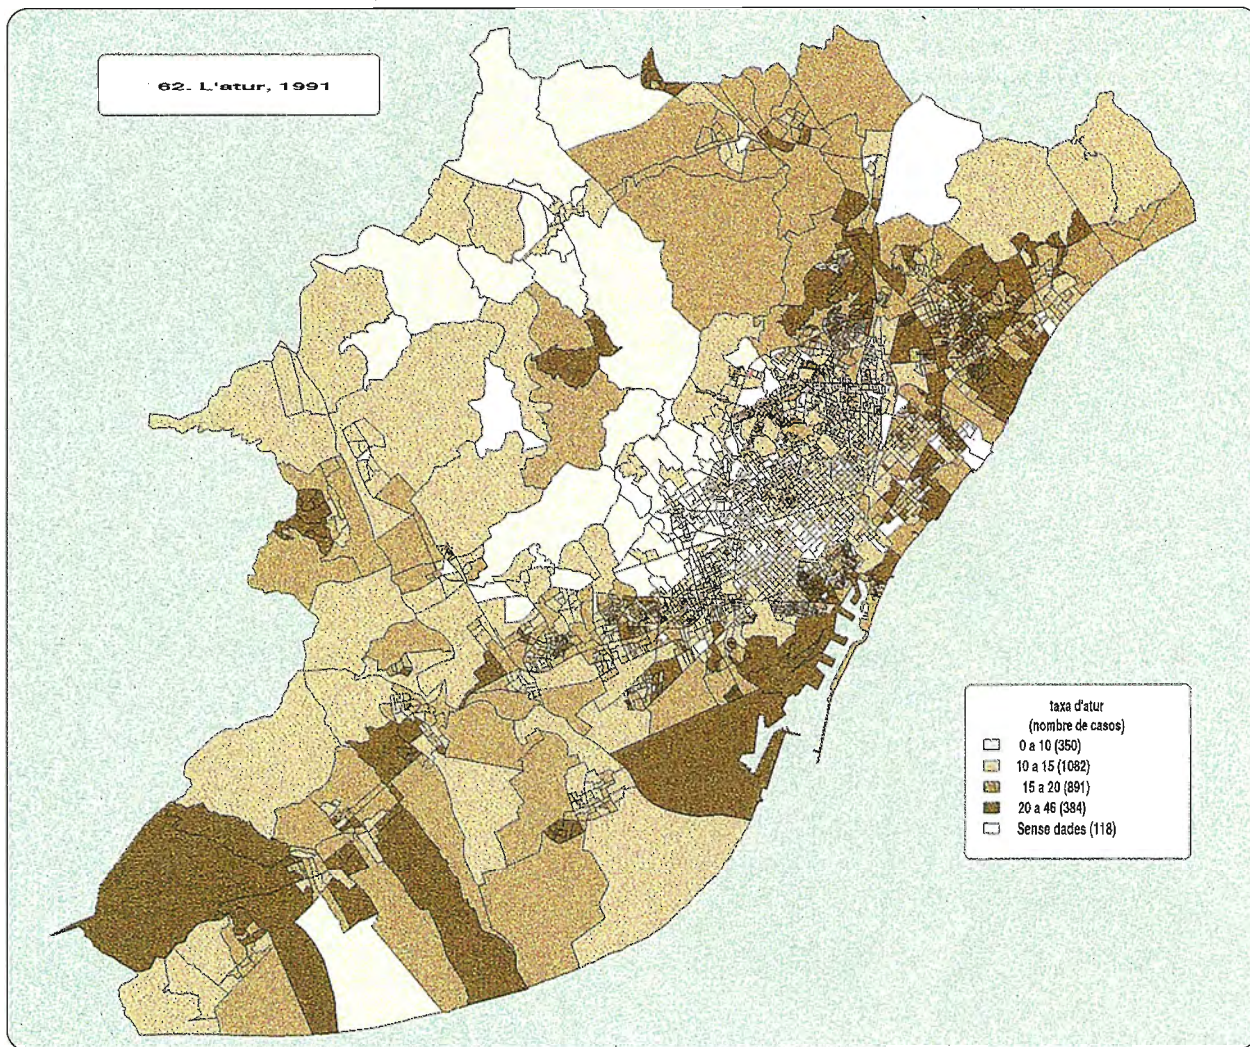 62. L'atur, 1991
taxa d'atur
(nombre de casos)
0 a 10 (350)
10 a 15 (1082)
15 a 20 (891)
20 a 46 (384)
Sense dades (118)